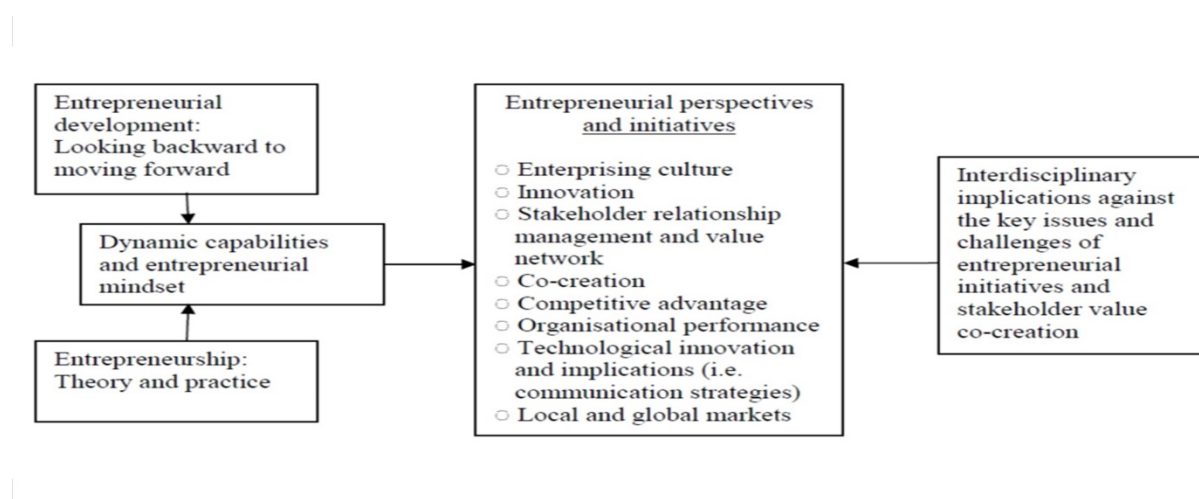 Entrepreneurial
development:
Looking backward to
moving forward
Dynamic capabilities
and entrepreneurial
mindset
Entrepreneurship:
Theory and practice
Entrepreneurial perspectives
and initiatives
○ Enterprising culture
○ Innovation
○ Stakeholder relationship
management and value
network
○ Co-creation
○ Competitive advantage
○ Organisational performance
○ Technological innovation
and implications (i.e.
communication strategies)
○ Local and global markets
Interdisciplinary
implications against
the key issues and
challenges of
entrepreneurial
initiatives and
stakeholder value
co-creation